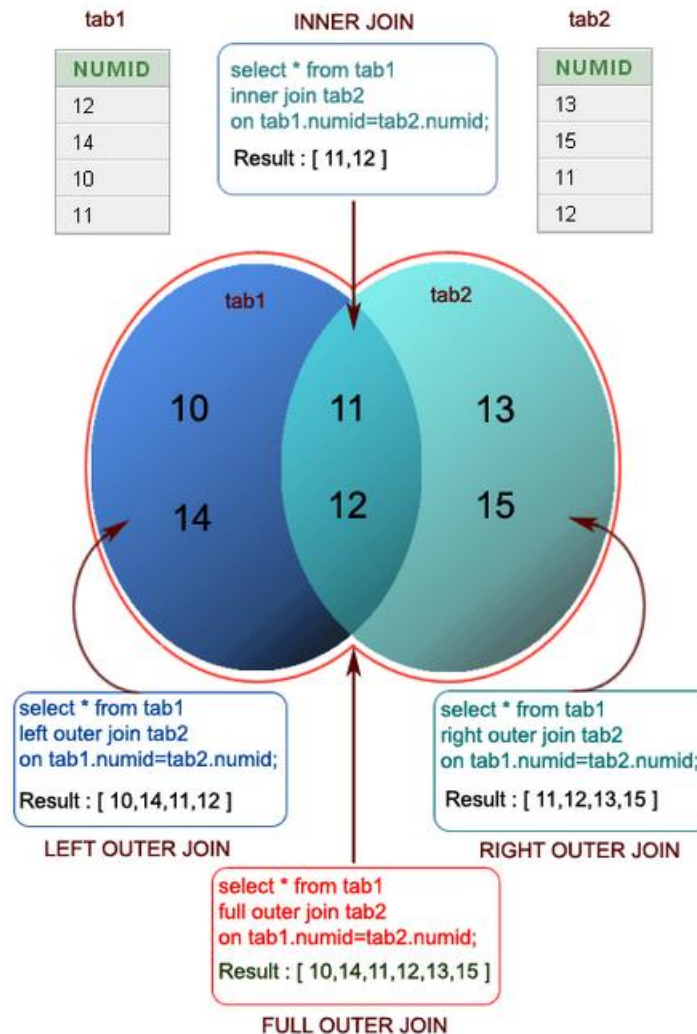 tab1
INNER JOIN
tab2
NUMID
12
14
10
11
select * from tab1
inner join tab2
on tab1.numid=tab2.numid;
Result : [ 11,12 ]
NUMID
13
15
11
12
tab1
tab2
10
11
13
14
12
15
select * from tab1
left outer join tab2
on tab1.numid=tab2.numid;
Result : [ 10,14,11,12 ]
LEFT OUTER JOIN
select * from tab1
right outer join tab2
on tab1.numid=tab2.numid;
Result : [ 11,12,13,15 ]
RIGHT OUTER JOIN
select * from tab1
full outer join tab2
on tab1.numid=tab2.numid;
Result : [ 10,14,11,12,13,15 ]
FULL OUTER JOIN